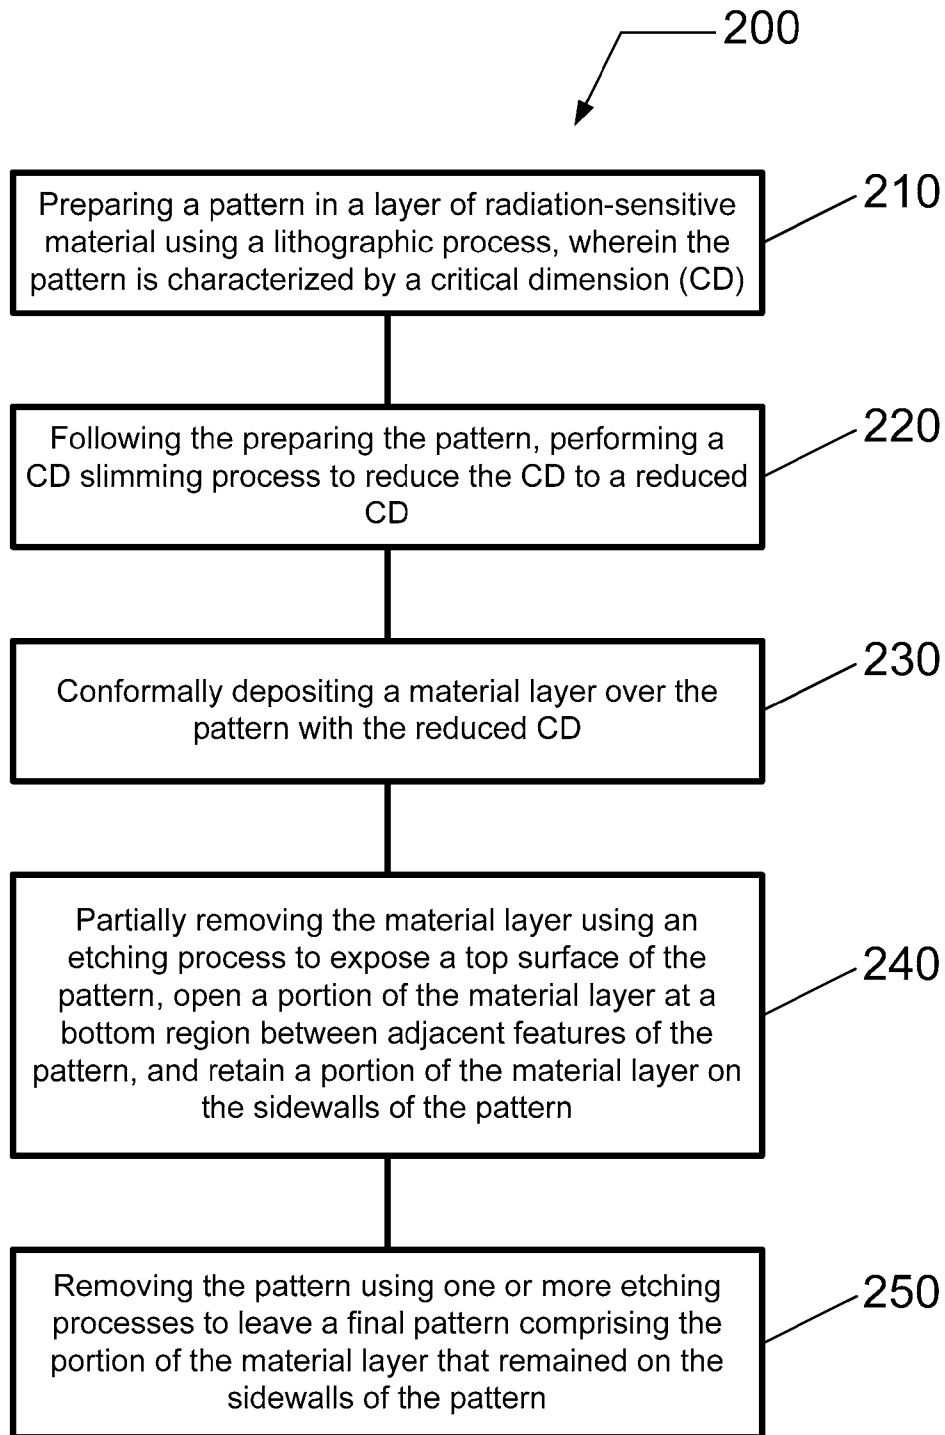 200
Preparing a pattern in a layer of radiation-sensitive
material using a lithographic process, wherein the
pattern is characterized by a critical dimension (CD)
210
Following the preparing the pattern, performing a
CD slimming process to reduce the CD to a reduced
CD
220
Conformally depositing a material layer over the
pattern with the reduced CD
230
Partially removing the material layer using an
etching process to expose a top surface of the
pattern, open a portion of the material layer at a
bottom region between adjacent features of the
pattern, and retain a portion of the material layer on
the sidewalls of the pattern
240
Removing the pattern using one or more etching
processes to leave a final pattern comprising the
portion of the material layer that remained on the
sidewalls of the pattern
250